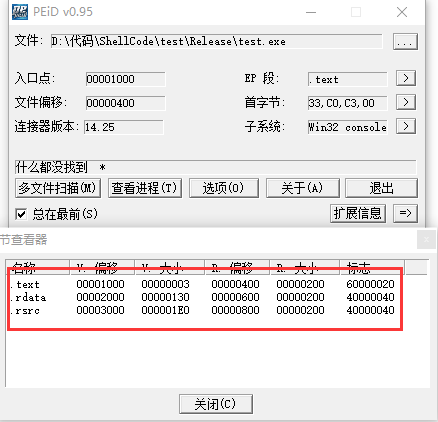 PEiD v0.95
文件: D:\代码\ShellCode\test\Release\test.exe ...
入口点: 00001000 EP 段: .text >
文件偏移: 00000400 首字节: 33,C0,C3,00 >
连接器版本: 14.25 子系统: Win32 console >
什么都没找到 *
多文件扫描(M) 查看进程(T) 选项(O) 关于(A) 退出
总在最前(S) 扩展信息 =>
节查看器
名称 V. 偏移 V. 大小 R. 偏移 R. 大小 标志
.text 00001000 00000003 00000400 00000200 60000020
.rdata 00002000 00000130 00000600 00000200 40000040
.rsrc 00003000 000001E0 00000800 00000200 40000040
关闭(C)